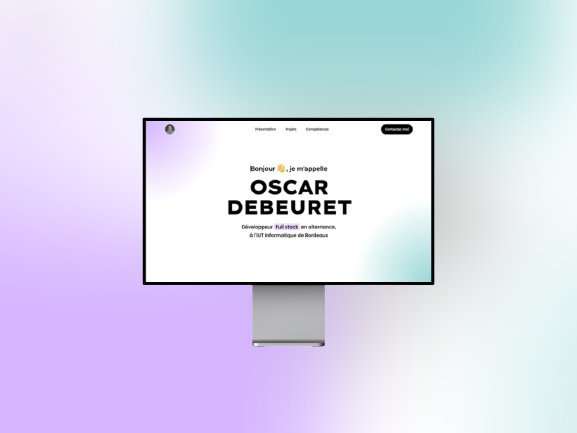 Présentation Projets Compétences Contactez moi
Bonjour 👋, je m'appelle
OSCAR
DEBEURET
Développeur Full stack en alternance,
à l'IUT Informatique de Bordeaux